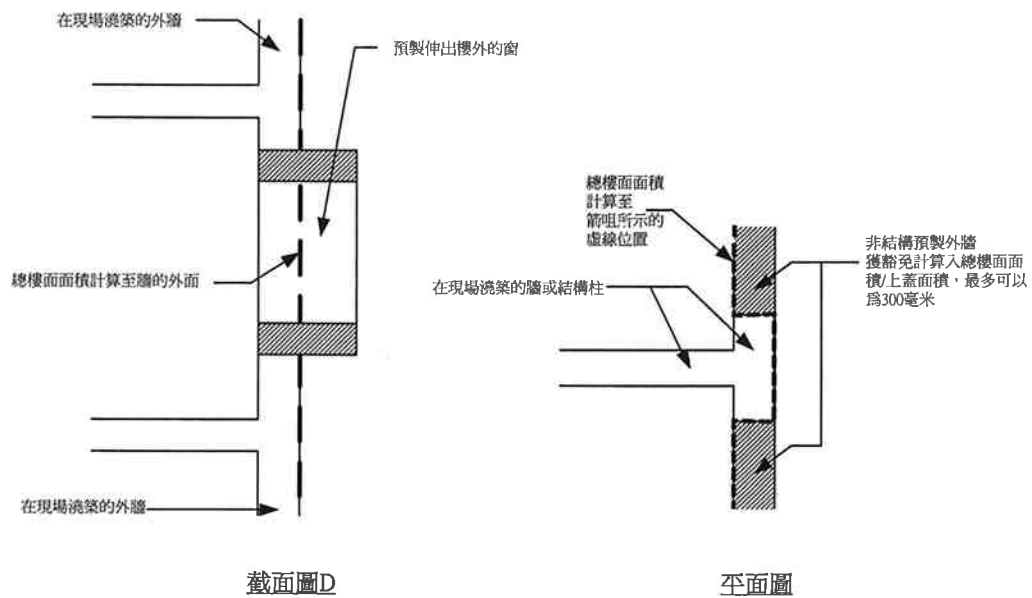 在現場澆築的外牆
預製伸出樓外的窗
總樓面面積計算至牆的外面
在現場澆築的外牆
截面圖D
總樓面面積
計算至
箭咀所示的
虛線位置
在現場澆築的牆或結構柱
非結構預製外牆
獲豁免計算入總樓面面
積/上蓋面積，最多可以
爲300毫米
平面圖